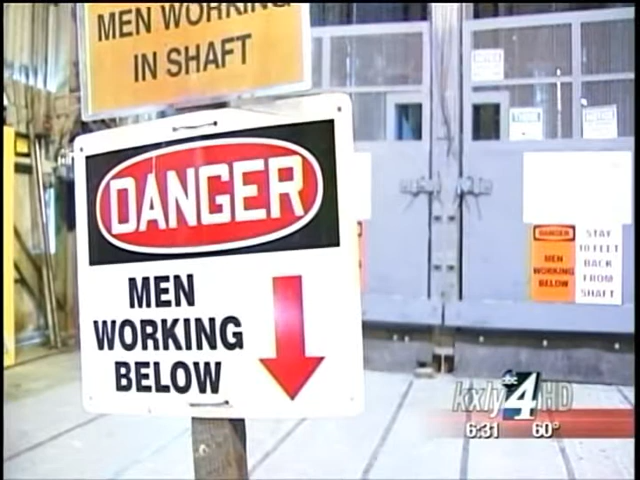 MEN WORKING
IN SHAFT
DANGER
MEN
WORKING
BELOW
DANGER
MEN
WORKING
BELOW
STAY
10 FEET
BACK
FROM
SHAFT
abc
kxly4HD
6:31 60°